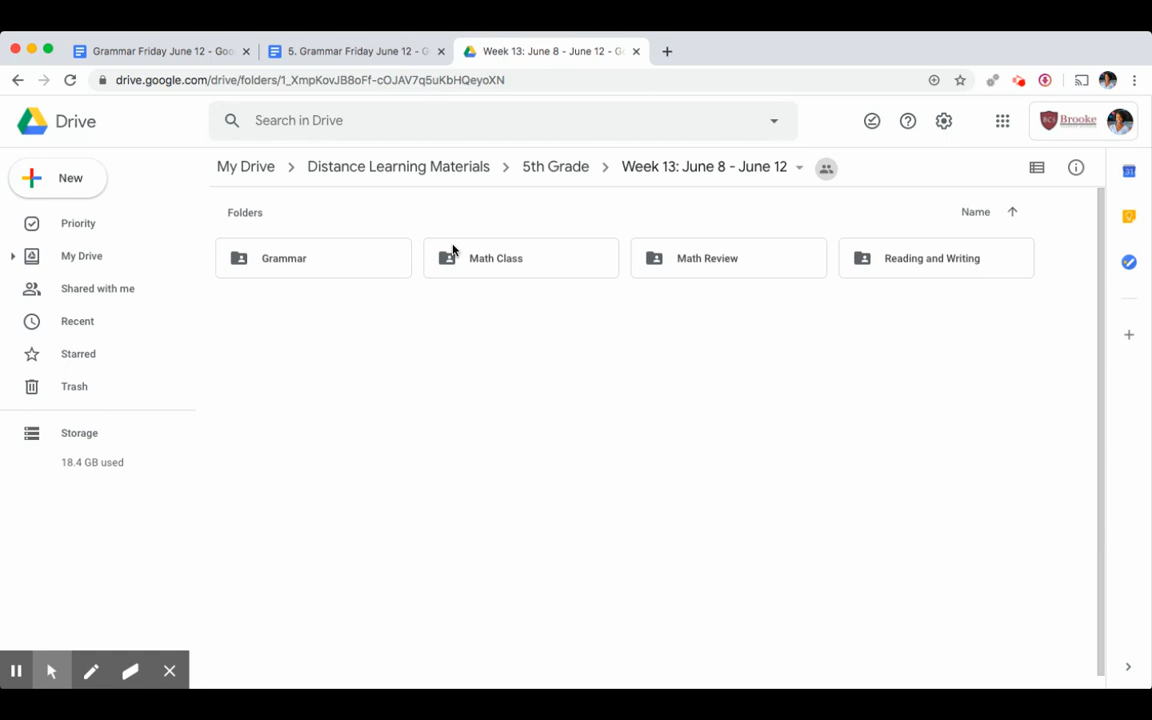 Grammar Friday June 12 - Goo
5. Grammar Friday June 12 - G
Week 13: June 8 - June 12 - Go
drive.google.com/drive/folders/1_XmpKovJB8oFf-cOJAV7q5uKbHQeyoXN
Drive
Search in Drive
BCS Brooke
New
My Drive > Distance Learning Materials > 5th Grade > Week 13: June 8 - June 12
Priority
My Drive
Shared with me
Recent
Starred
Trash
Storage
18.4 GB used
Folders
Name
Grammar
Math Class
Math Review
Reading and Writing
31